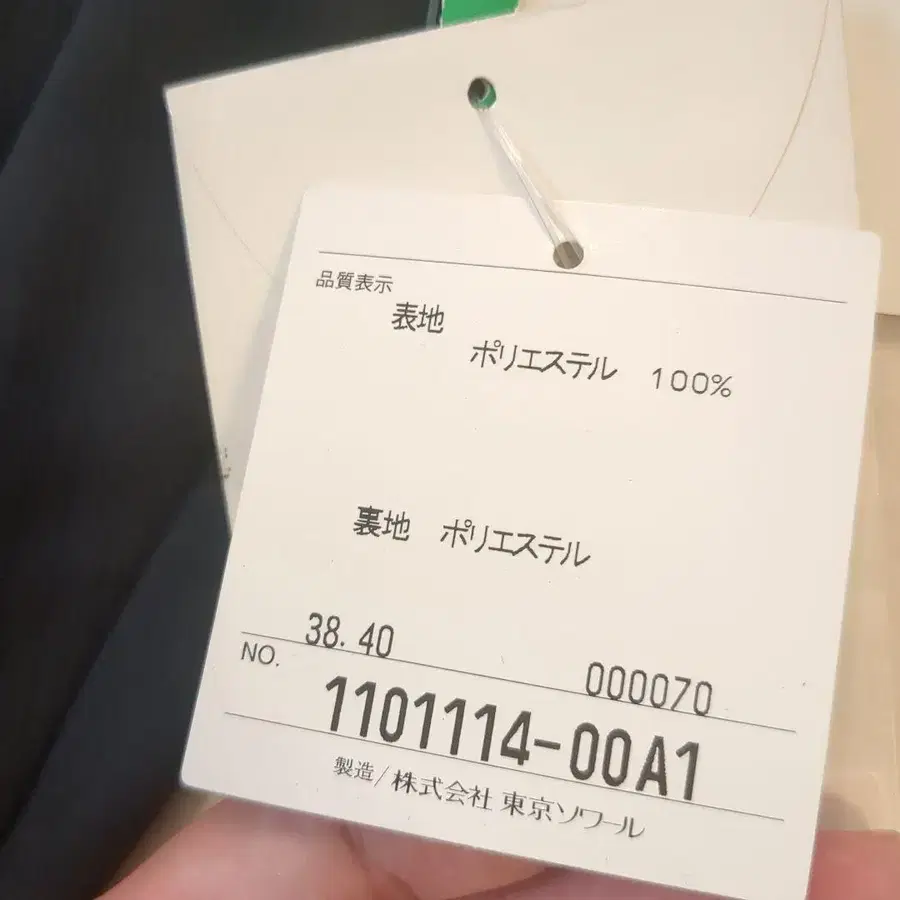 品質表示
表地
ポリエステル 100%
裏地 ポリエステル
38. 40
000070
NO.
1101114-00A1
製造/株式会社 東京ソワール